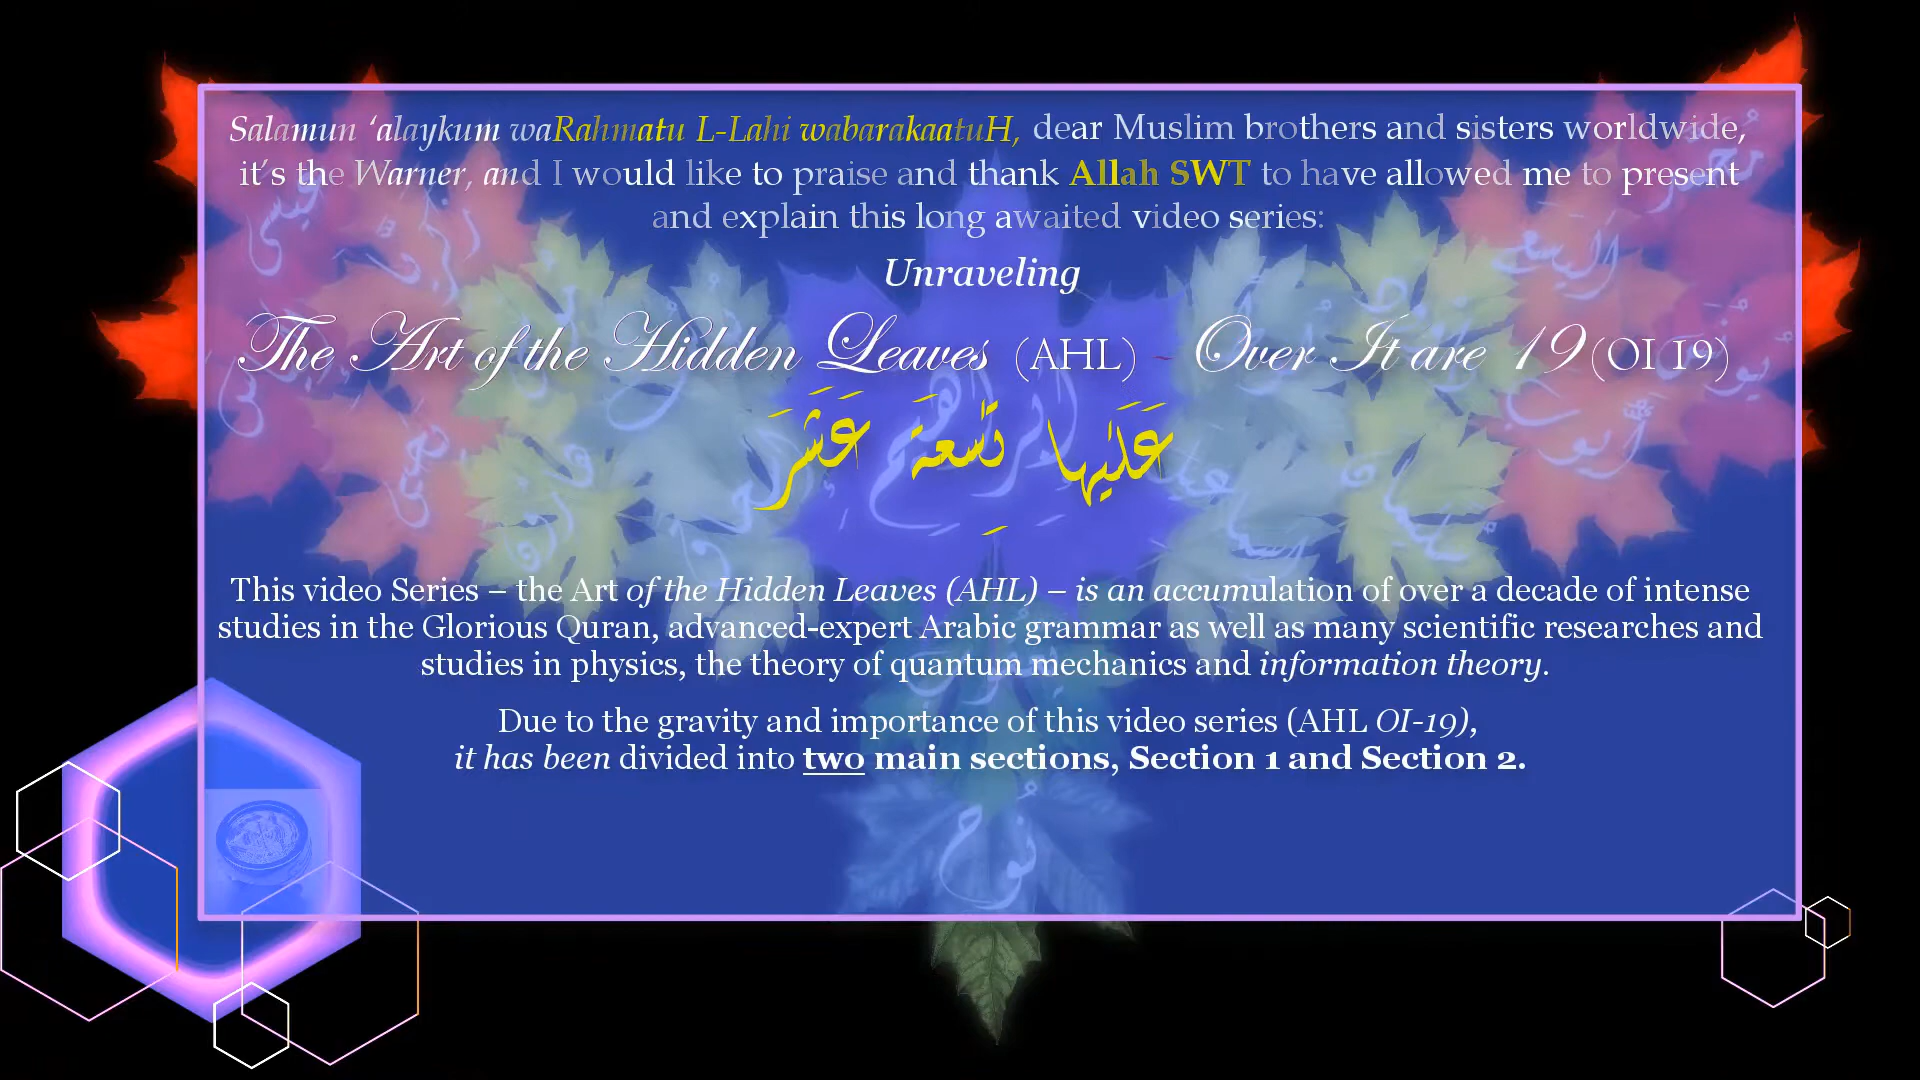 Salamun ‘alaykum waRahmatu L-Lahi wabarakaatuH, dear Muslim brothers and sisters worldwide,
it’s the Warner, and I would like to praise and thank Allah SWT to have allowed me to present
and explain this long awaited video series:
Unraveling
The Art of the Hidden Leaves (AHL) - Over It are 19 (OI 19)
عَلَيها تِسعَةَ عَشَرَ
This video Series – the Art of the Hidden Leaves (AHL) – is an accumulation of over a decade of intense
studies in the Glorious Quran, advanced-expert Arabic grammar as well as many scientific researches and
studies in physics, the theory of quantum mechanics and information theory.
Due to the gravity and importance of this video series (AHL OI-19),
it has been divided into two main sections, Section 1 and Section 2.
نُوحٌ